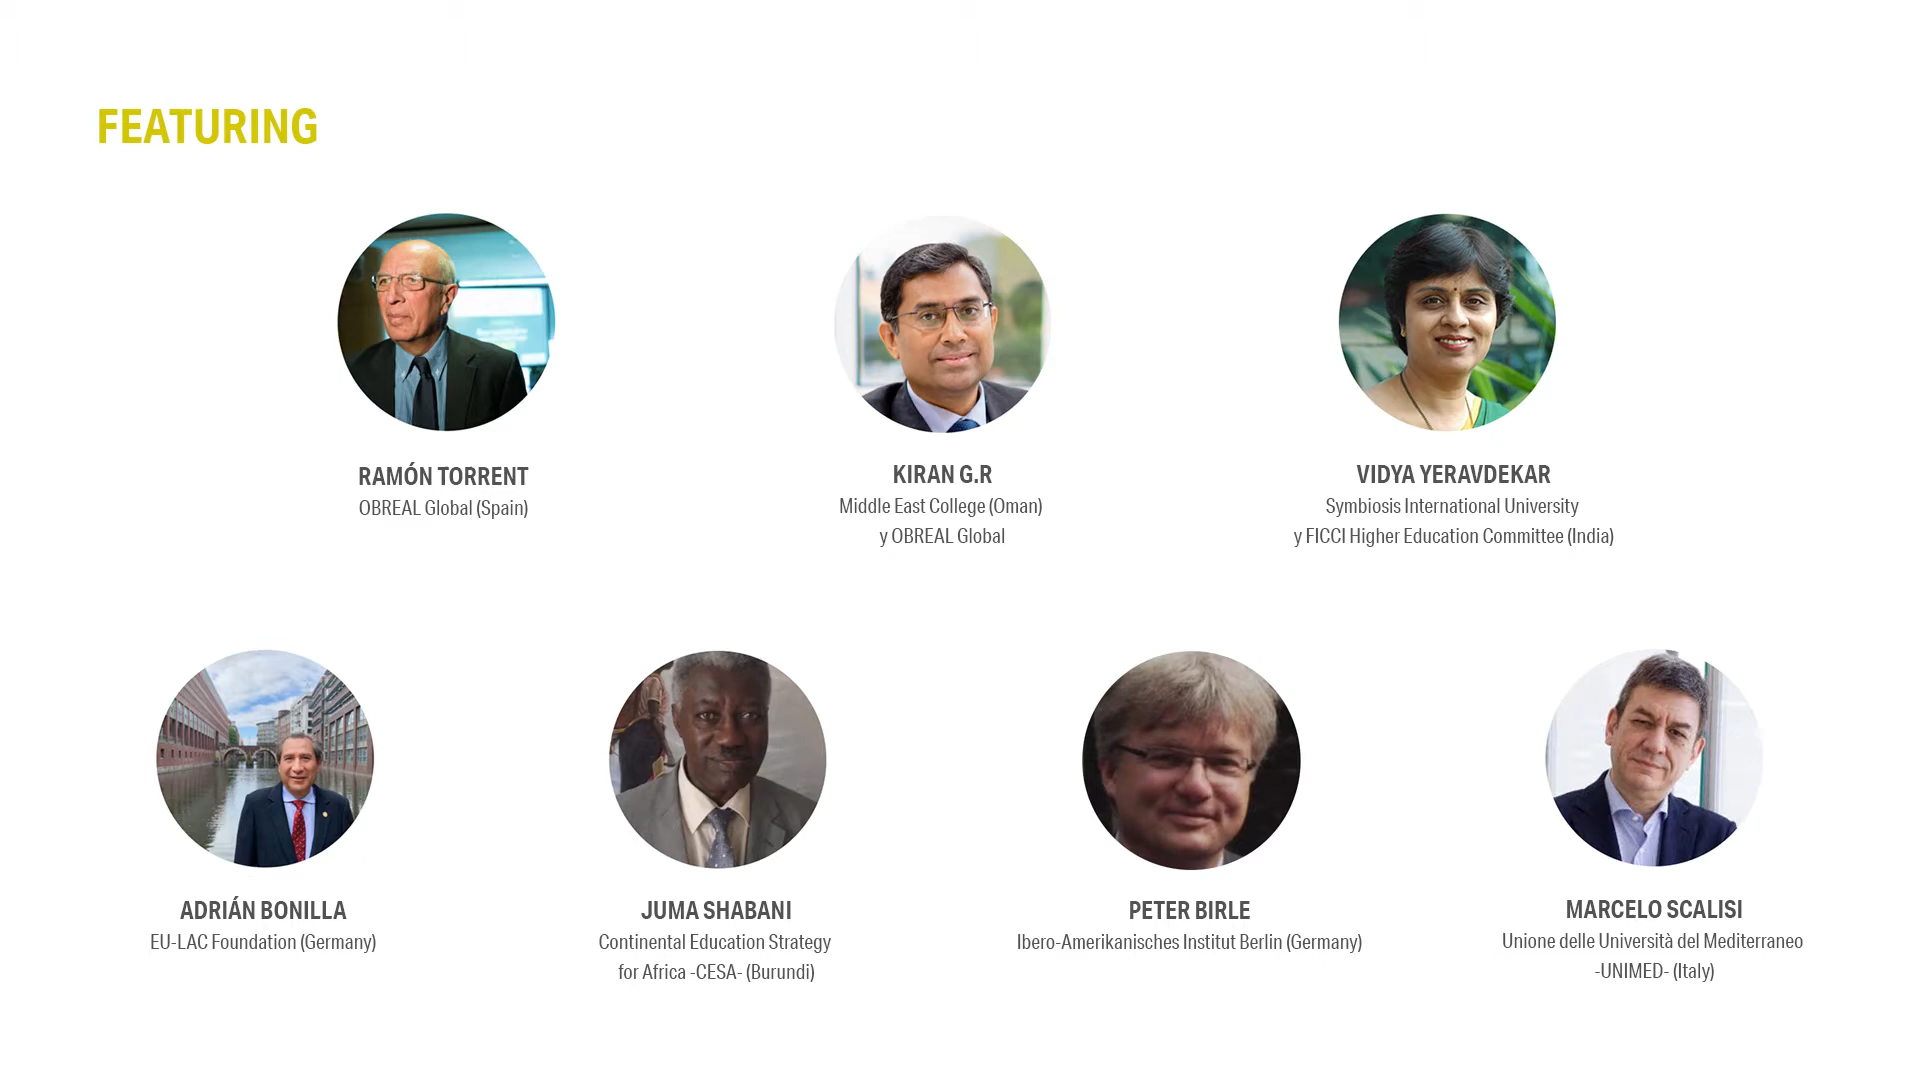 FEATURING
RAMÓN TORRENT
OBREAL Global (Spain)
KIRAN G.R
Middle East College (Oman)
y OBREAL Global
VIDYA YERAVDEKAR
Symbiosis International University
y FICCI Higher Education Committee (India)
ADRIÁN BONILLA
EU-LAC Foundation (Germany)
JUMA SHABANI
Continental Education Strategy
for Africa -CESA- (Burundi)
PETER BIRLE
Ibero-Amerikanisches Institut Berlin (Germany)
MARCELO SCALISI
Unione delle Università del Mediterraneo
-UNIMED- (Italy)